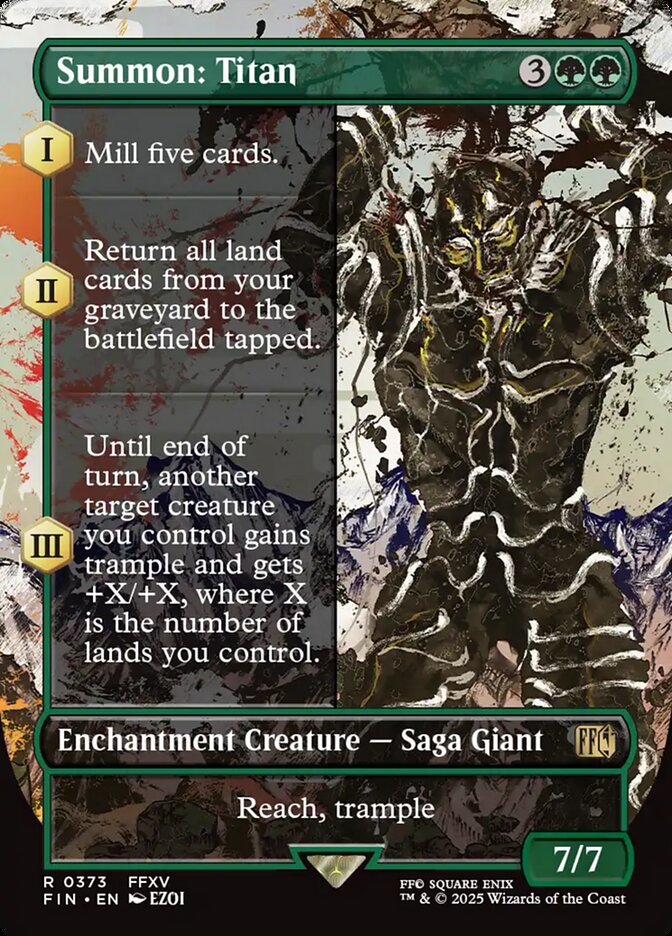 Summon: Titan 3
I Mill five cards.
II Return all land
cards from your
graveyard to the
battlefield tapped.
III Until end of
turn, another
target creature
you control gains
trample and gets
+X/+X, where X
is the number of
lands you control.
Enchantment Creature — Saga Giant
Reach, trample
7/7
R 0373 FFXV
FIN • EN EZOI
FF© SQUARE ENIX
™ & © 2025 Wizards of the Coast